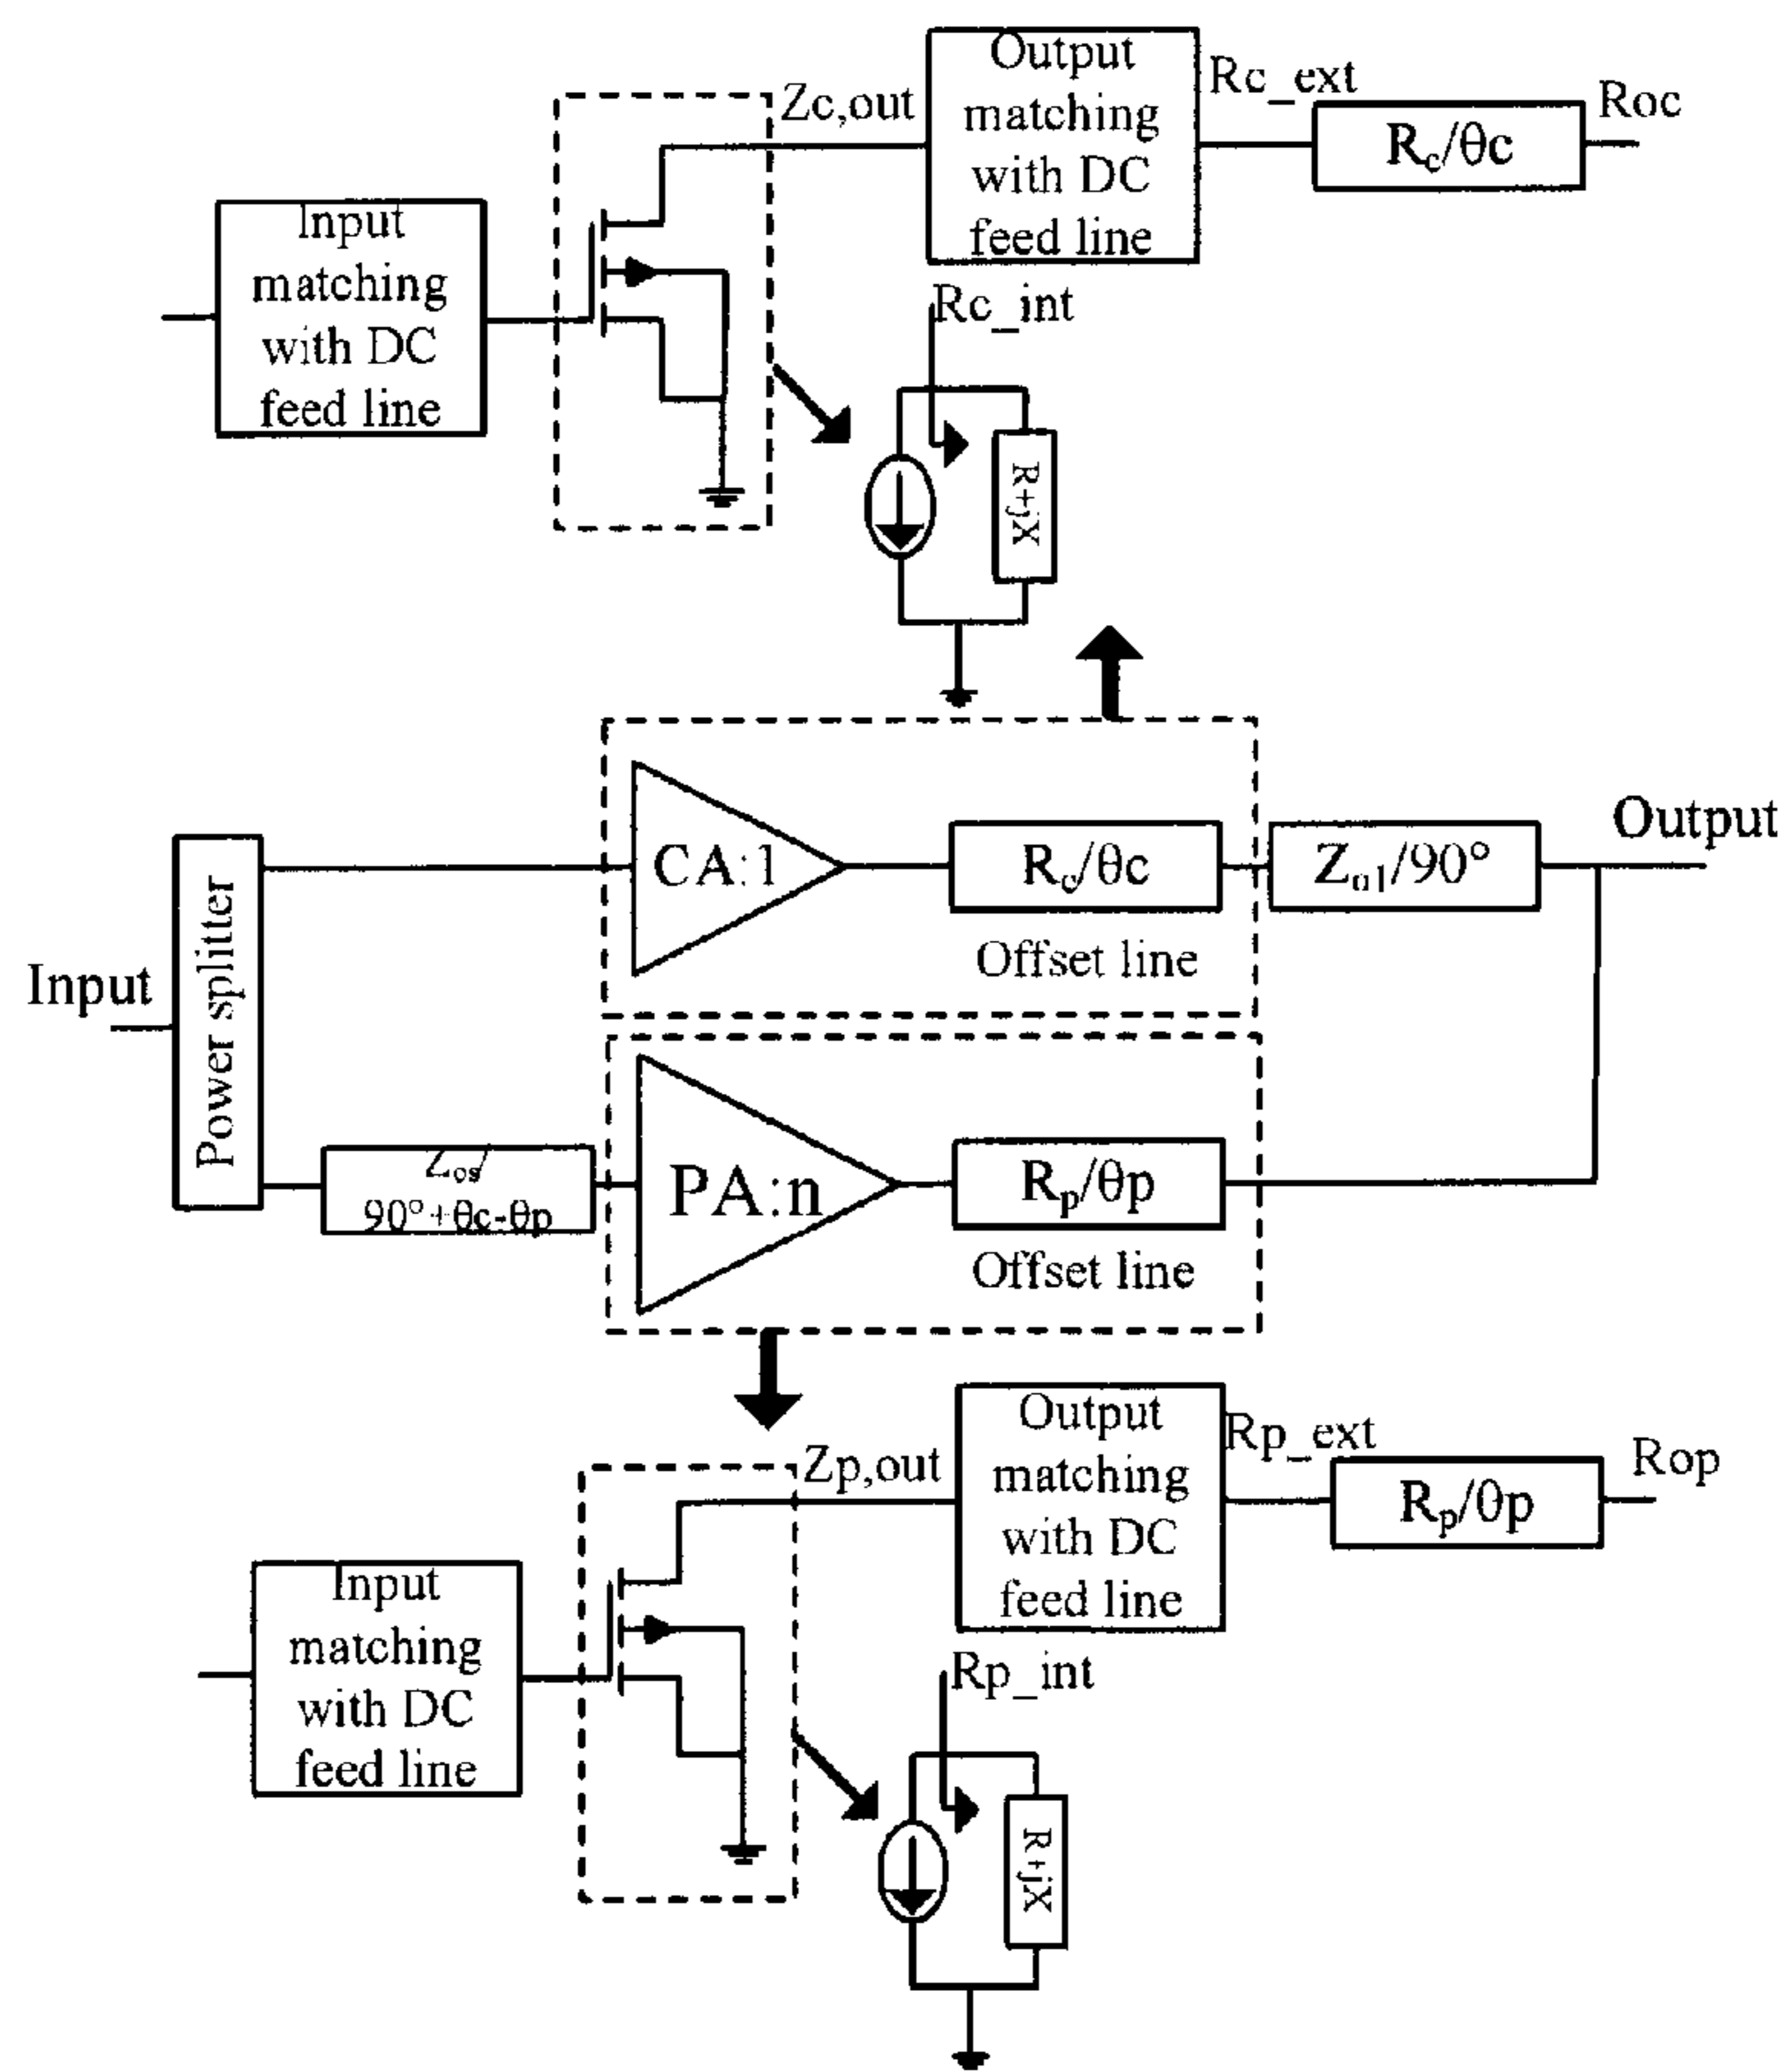 Output
matching
with DC
feed line
Zc,out
Rc_ext
Roc
Rc/θc
Input
matching
with DC
feed line
Rc_int
R+jX
Output
CA:1
Rc/θc
Zo1/90°
Offset line
Input
Power splitter
Zos/
90°+θc-θp
PA:n
Rp/θp
Offset line
Output
matching
with DC
feed line
Zp,out
Rp_ext
Rop
Rp/θp
Input
matching
with DC
feed line
Rp_int
R+jX